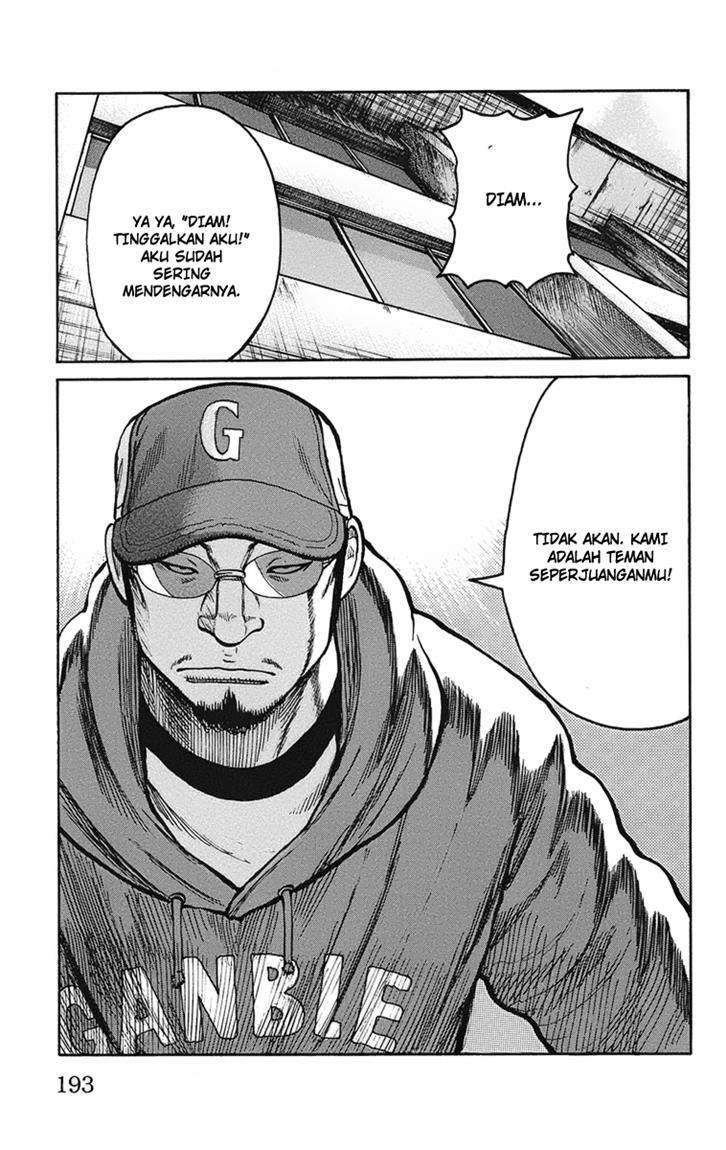 DIAM...
YA YA, "DIAM!
TINGGALKAN AKU!"
AKU SUDAH
SERING
MENDENGARNYA.
TIDAK AKAN. KAMI
ADALAH TEMAN
SEPERJUANGANMU!
G
GANBLE
193